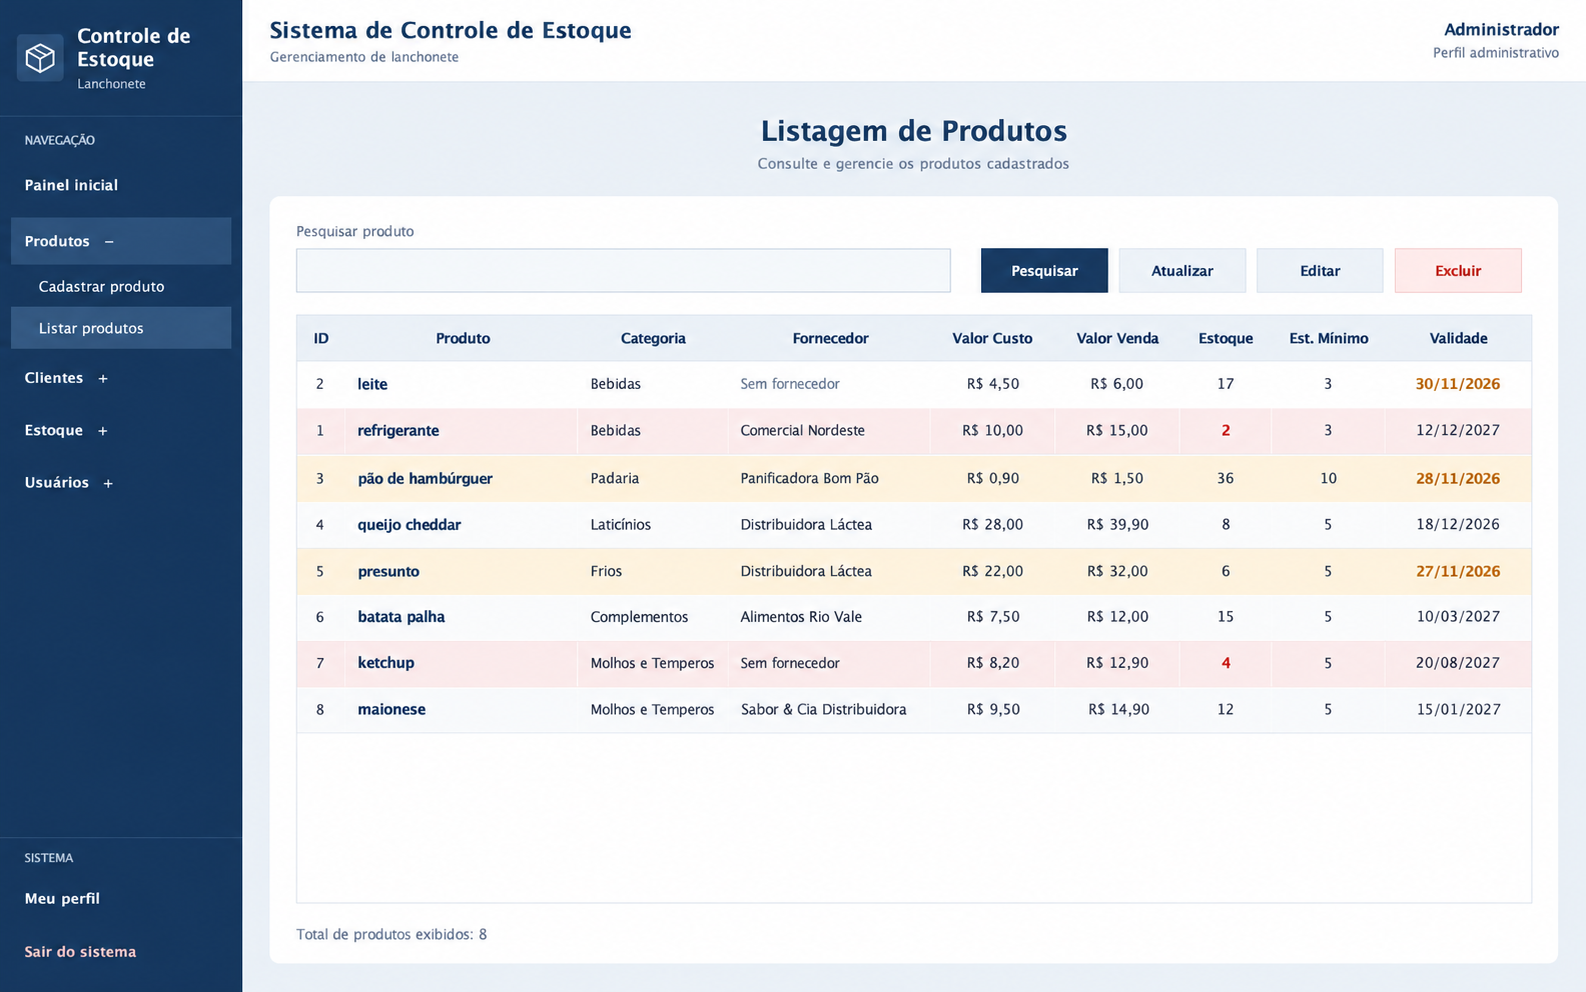 Controle de
Estoque
Lanchonete
NAVEGAÇÃO
Painel inicial
Produtos −
Cadastrar produto
Listar produtos
Clientes +
Estoque +
Usuários +
SISTEMA
Meu perfil
Sair do sistema
Sistema de Controle de Estoque
Gerenciamento de lanchonete
Administrador
Perfil administrativo
Listagem de Produtos
Consulte e gerencie os produtos cadastrados
Pesquisar produto
Pesquisar Atualizar Editar Excluir
ID Produto Categoria Fornecedor Valor Custo Valor Venda Estoque Est. Mínimo Validade
2 leite Bebidas Sem fornecedor R$ 4,50 R$ 6,00 17 3 30/11/2026
1 refrigerante Bebidas Comercial Nordeste R$ 10,00 R$ 15,00 2 3 12/12/2027
3 pão de hambúrguer Padaria Panificadora Bom Pão R$ 0,90 R$ 1,50 36 10 28/11/2026
4 queijo cheddar Laticínios Distribuidora Láctea R$ 28,00 R$ 39,90 8 5 18/12/2026
5 presunto Frios Distribuidora Láctea R$ 22,00 R$ 32,00 6 5 27/11/2026
6 batata palha Complementos Alimentos Rio Vale R$ 7,50 R$ 12,00 15 5 10/03/2027
7 ketchup Molhos e Temperos Sem fornecedor R$ 8,20 R$ 12,90 4 5 20/08/2027
8 maionese Molhos e Temperos Sabor & Cia Distribuidora R$ 9,50 R$ 14,90 12 5 15/01/2027
Total de produtos exibidos: 8